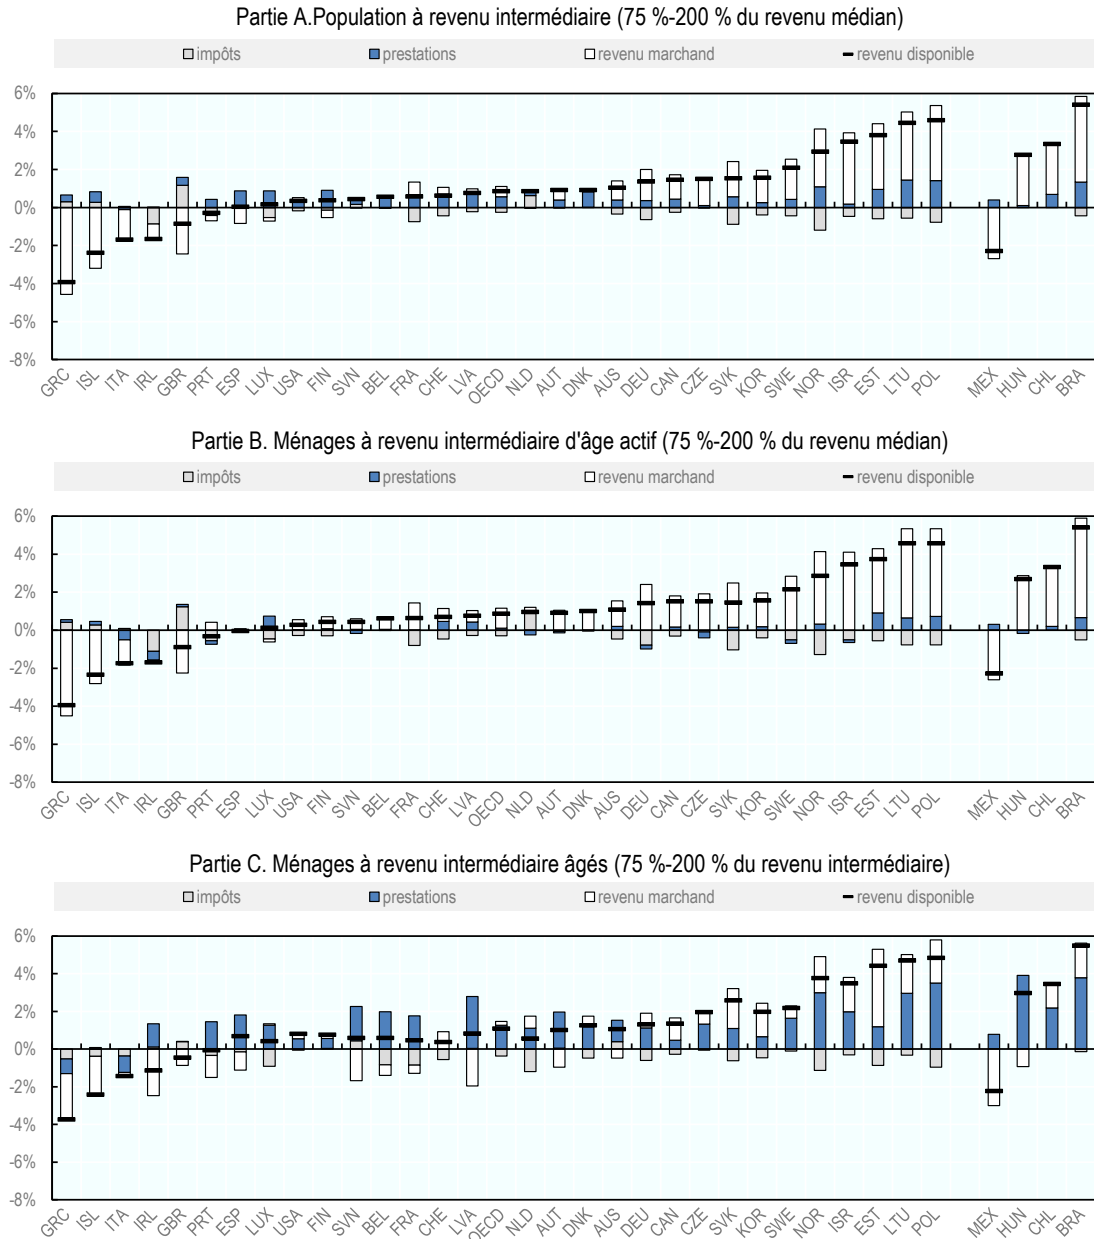 Partie A.Population à revenu intermédiaire (75 %-200 % du revenu médian)
impôts prestations revenu marchand revenu disponible
6%
4%
2%
0%
-2%
-4%
-6%
-8%
GRC ISL ITA IRL GBR PRT ESP LUX USA FIN SVN BEL FRA CHE LVA OECD NLD AUT DNK AUS DEU CAN CZE SVK KOR SWE NOR ISR EST LTU POL MEX HUN CHL BRA
Partie B. Ménages à revenu intermédiaire d'âge actif (75 %-200 % du revenu médian)
impôts prestations revenu marchand revenu disponible
6%
4%
2%
0%
-2%
-4%
-6%
-8%
GRC ISL ITA IRL GBR PRT ESP LUX USA FIN SVN BEL FRA CHE LVA OECD NLD AUT DNK AUS DEU CAN CZE SVK KOR SWE NOR ISR EST LTU POL MEX HUN CHL BRA
Partie C. Ménages à revenu intermédiaire âgés (75 %-200 % du revenu intermédiaire)
impôts prestations revenu marchand revenu disponible
6%
4%
2%
0%
-2%
-4%
-6%
-8%
GRC ISL ITA IRL GBR PRT ESP LUX USA FIN SVN BEL FRA CHE LVA OECD NLD AUT DNK AUS DEU CAN CZE SVK KOR SWE NOR ISR EST LTU POL MEX HUN CHL BRA